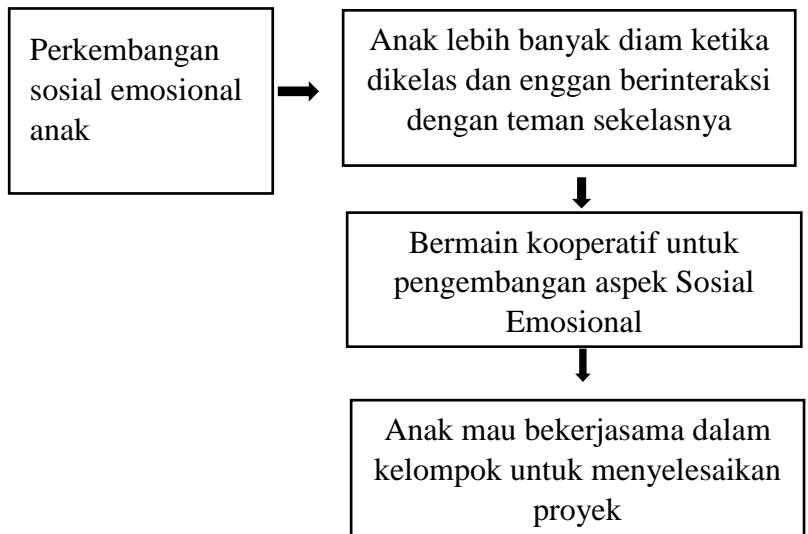 Perkembangan
sosial emosional
anak
Anak lebih banyak diam ketika
dikelas dan enggan berinteraksi
dengan teman sekelasnya
Bermain kooperatif untuk
pengembangan aspek Sosial
Emosional
Anak mau bekerjasama dalam
kelompok untuk menyelesaikan
proyek